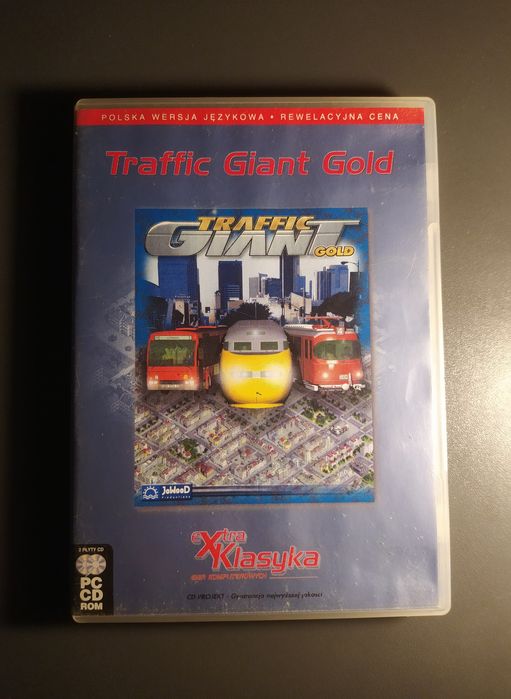 POLSKA WERSJA JĘZYKOWA • REWELACYJNA CENA
Traffic Giant Gold
TRAFFIC
GIANT
GOLD
JoWooD
Productions
eXtra
Klasyka
GIER KOMPUTEROWYCH
2 PŁYTY CD
PC
CD
ROM
CD PROJEKT - Gwarancja najwyższej jakości